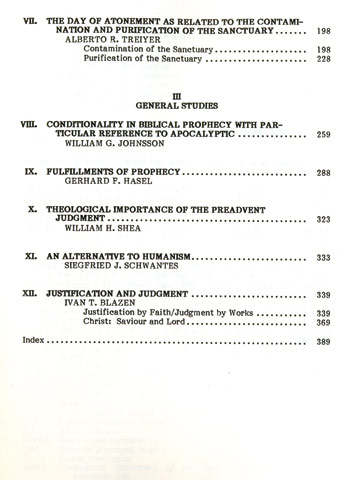 VII. THE DAY OF ATONEMENT AS RELATED TO THE CONTAMI-
NATION AND PURIFICATION OF THE SANCTUARY....... 198
ALBERTO R. TREIYER
Contamination of the Sanctuary..................... 198
Purification of the Sanctuary ....................... 228
III
GENERAL STUDIES
VIII. CONDITIONALITY IN BIBLICAL PROPHECY WITH PAR-
TICULAR REFERENCE TO APOCALYPTIC ............... 259
WILLIAM G. JOHNSSON
IX. FULFILLMENTS OF PROPHECY........................... 288
GERHARD F. HASEL
X. THEOLOGICAL IMPORTANCE OF THE PREADVENT
JUDGMENT ............................................ 323
WILLIAM H. SHEA
XI. AN ALTERNATIVE TO HUMANISM......................... 333
SIEGFRIED J. SCHWANTES
XII. JUSTIFICATION AND JUDGMENT ......................... 339
IVAN T. BLAZEN
Justification by Faith/Judgment by Works ........... 339
Christ: Saviour and Lord............................ 369
Index ........................................................ 389